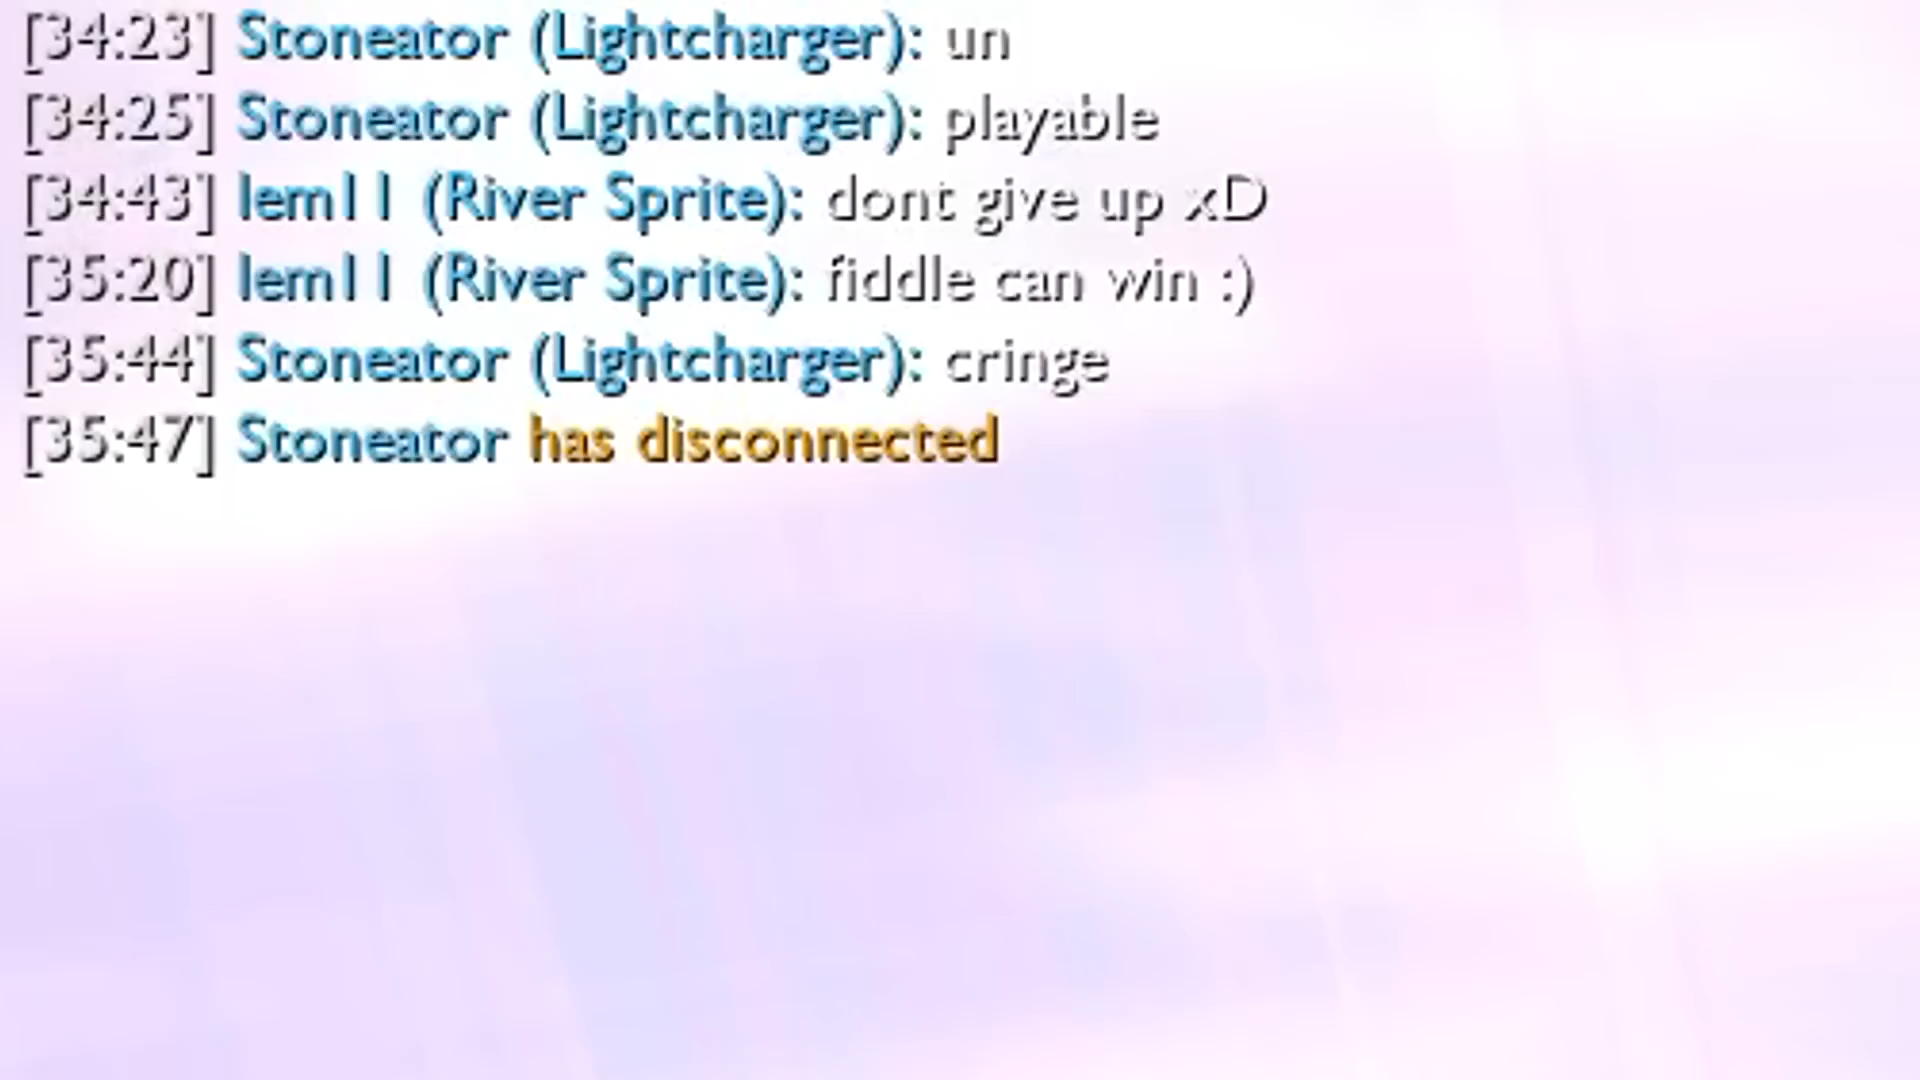 [34:23] Stoneator (Lightcharger): un
[34:25] Stoneator (Lightcharger): playable
[34:43] lem11 (River Sprite): dont give up xD
[35:20] lem11 (River Sprite): fiddle can win :)
[35:44] Stoneator (Lightcharger): cringe
[35:47] Stoneator has disconnected